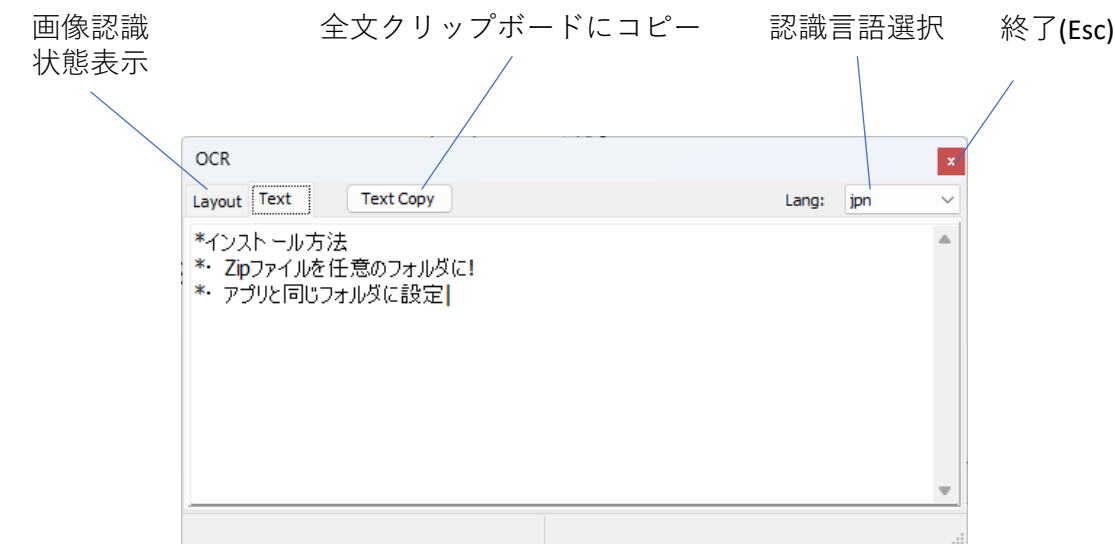 画像認識
状態表示
全文クリップボードにコピー
認識言語選択
終了(Esc)
OCR
x
Layout Text Text Copy Lang: jpn
*インストール方法
*・ Zipファイルを任意のフォルダに!
*・ アプリと同じフォルダに設定